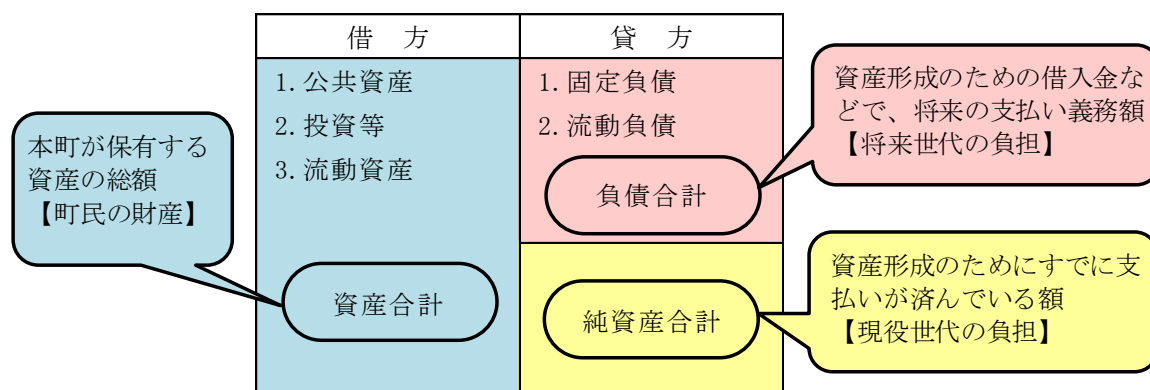 借　方
貸　方
1.公共資産
2.投資等
3.流動資産
資産合計
1.固定負債
2.流動負債
負債合計
純資産合計
本町が保有する
資産の総額
【町民の財産】
資産形成のための借入金な
どで、将来の支払い義務額
【将来世代の負担】
資産形成のためにすでに支
払いが済んでいる額
【現役世代の負担】